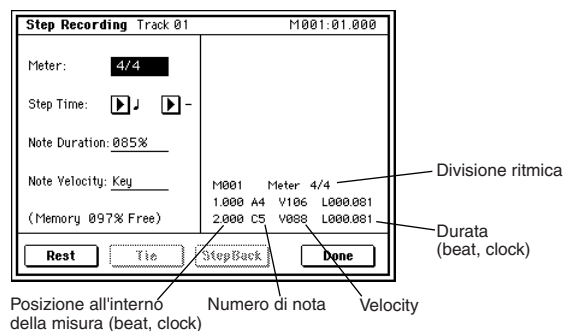 Step Recording Track 01 M001:01.000
Meter: 4/4
Step Time: ♩ -
Note Duration: 085%
Note Velocity: Key
(Memory 097% Free)
M001 Meter 4/4
1.000 A4 V106 L000.081
2.000 C5 V088 L000.081
Rest Tie StepBack Done
Divisione ritmica
Durata
(beat, clock)
Posizione all'interno
della misura (beat, clock)
Numero di nota
Velocity